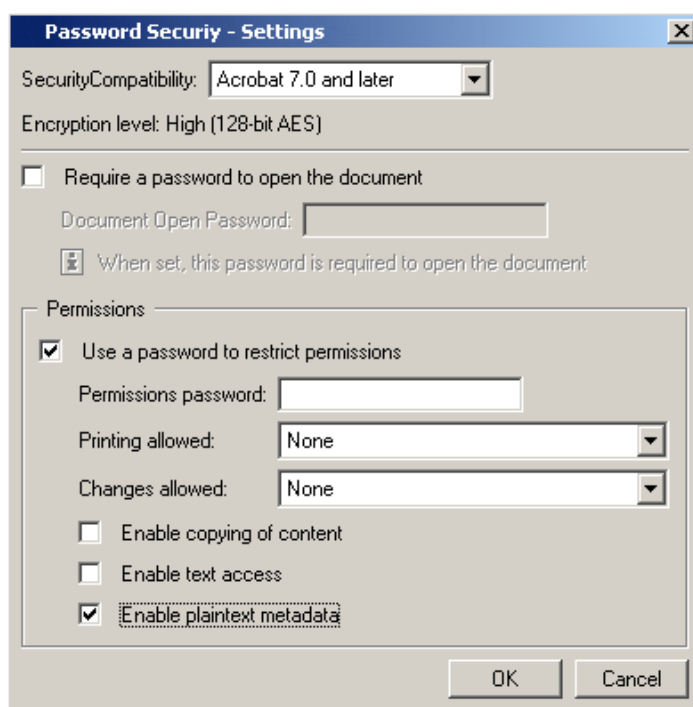 Password Securiy - Settings
SecurityCompatibility: Acrobat 7.0 and later
Encryption level: High (128-bit AES)
Require a password to open the document
Document Open Password:
When set, this password is required to open the document
Permissions
Use a password to restrict permissions
Permissions password:
Printing allowed: None
Changes allowed: None
Enable copying of content
Enable text access
Enable plaintext metadata
OK Cancel